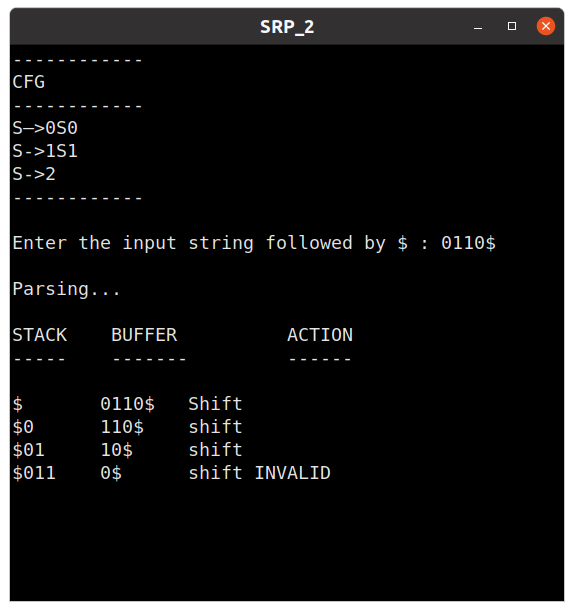 SRP_2
------------
CFG
------------
S—>0S0
S->1S1
S->2
------------
Enter the input string followed by $ : 0110$
Parsing...
STACK    BUFFER          ACTION
-----    -------         ------
$       0110$   Shift
$0      110$    shift
$01     10$     shift
$011    0$      shift INVALID